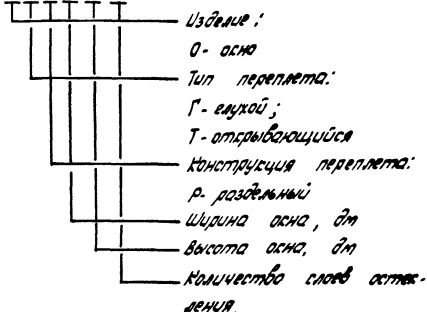 Изделие:
О- окно
Тип переплета:
Г- глухой;
Т- открывающийся
Конструкция переплета:
Р- раздельный
Ширина окна, дм
Высота окна, дм
Количество слоев остек-
ления.